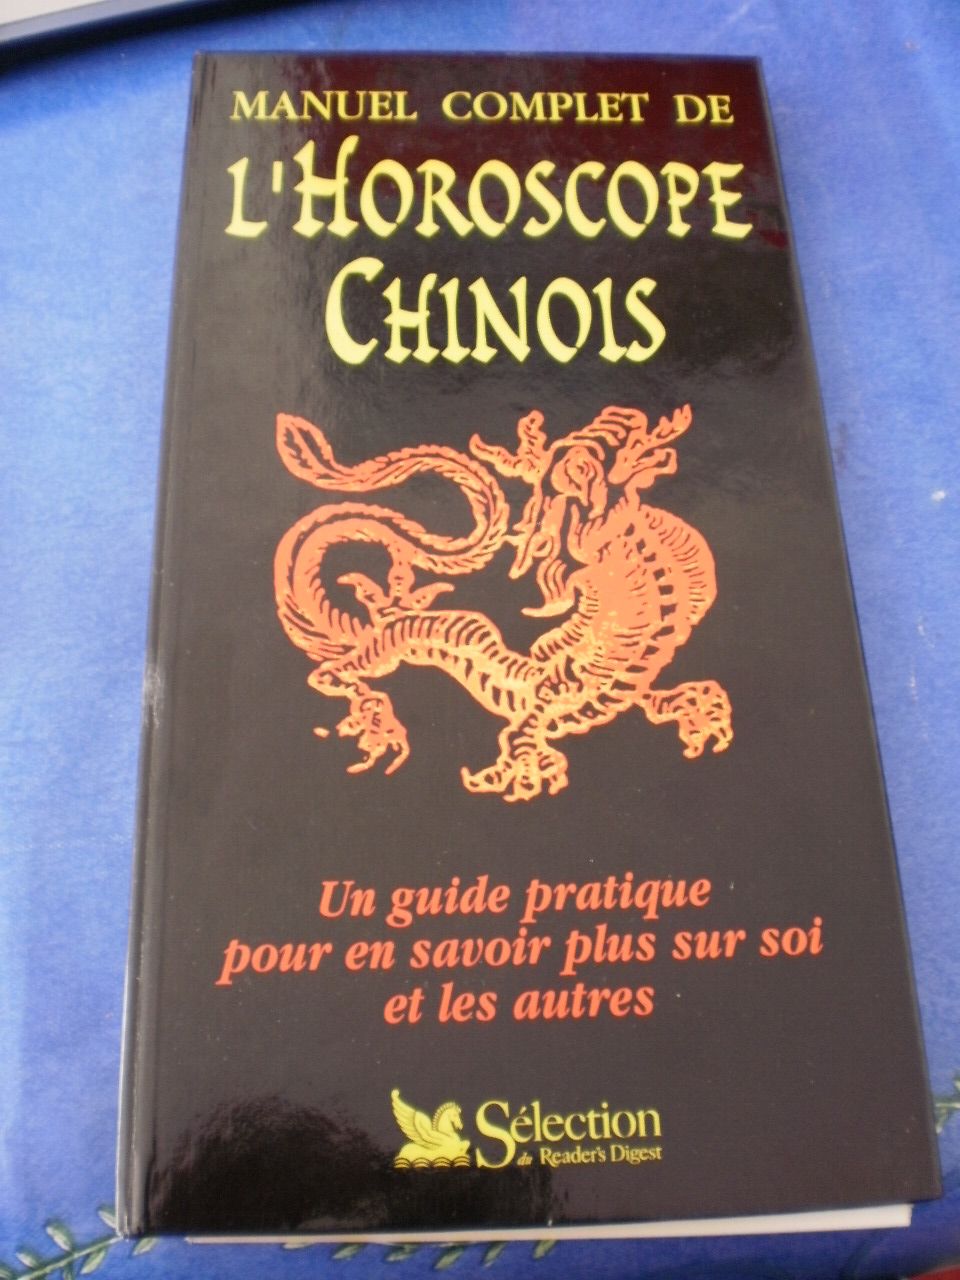 MANUEL COMPLET DE
L'HOROSCOPE
CHINOIS
Un guide pratique
pour en savoir plus sur soi
et les autres
Sélection
du Reader's Digest